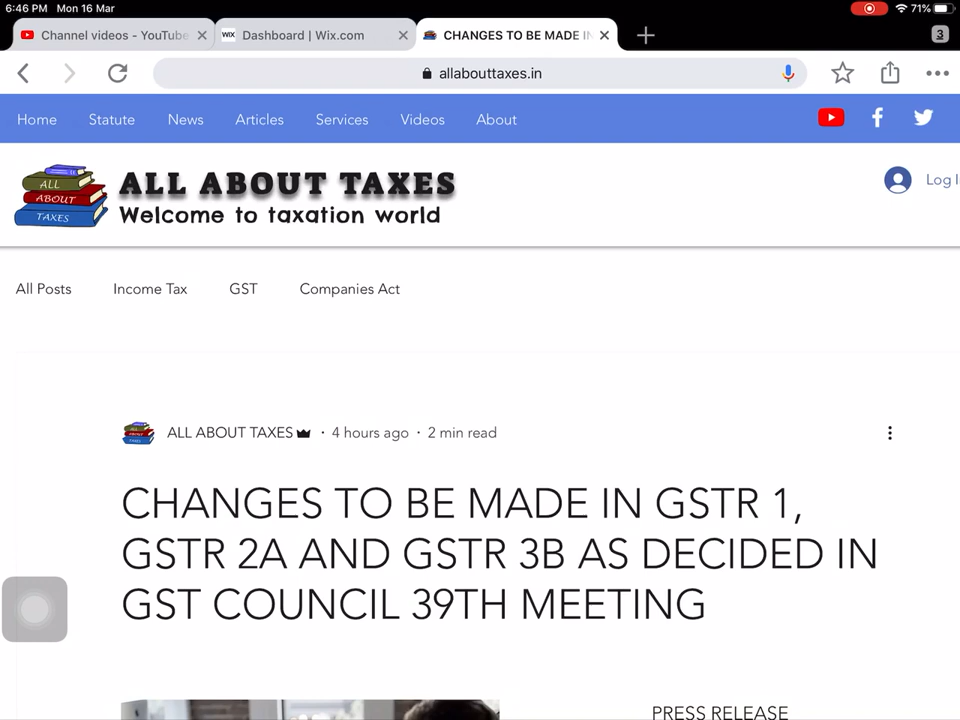 6:46 PM Mon 16 Mar 71%
Channel videos - YouTube WIX Dashboard | Wix.com CHANGES TO BE MADE IN 3
allabouttaxes.in
Home Statute News Articles Services Videos About
ALL ABOUT TAXES
ALL ABOUT TAXES
Welcome to taxation world
Log I
All Posts Income Tax GST Companies Act
ALL ABOUT TAXES · 4 hours ago · 2 min read
CHANGES TO BE MADE IN GSTR 1,
GSTR 2A AND GSTR 3B AS DECIDED IN
GST COUNCIL 39TH MEETING
PRESS RELEASE